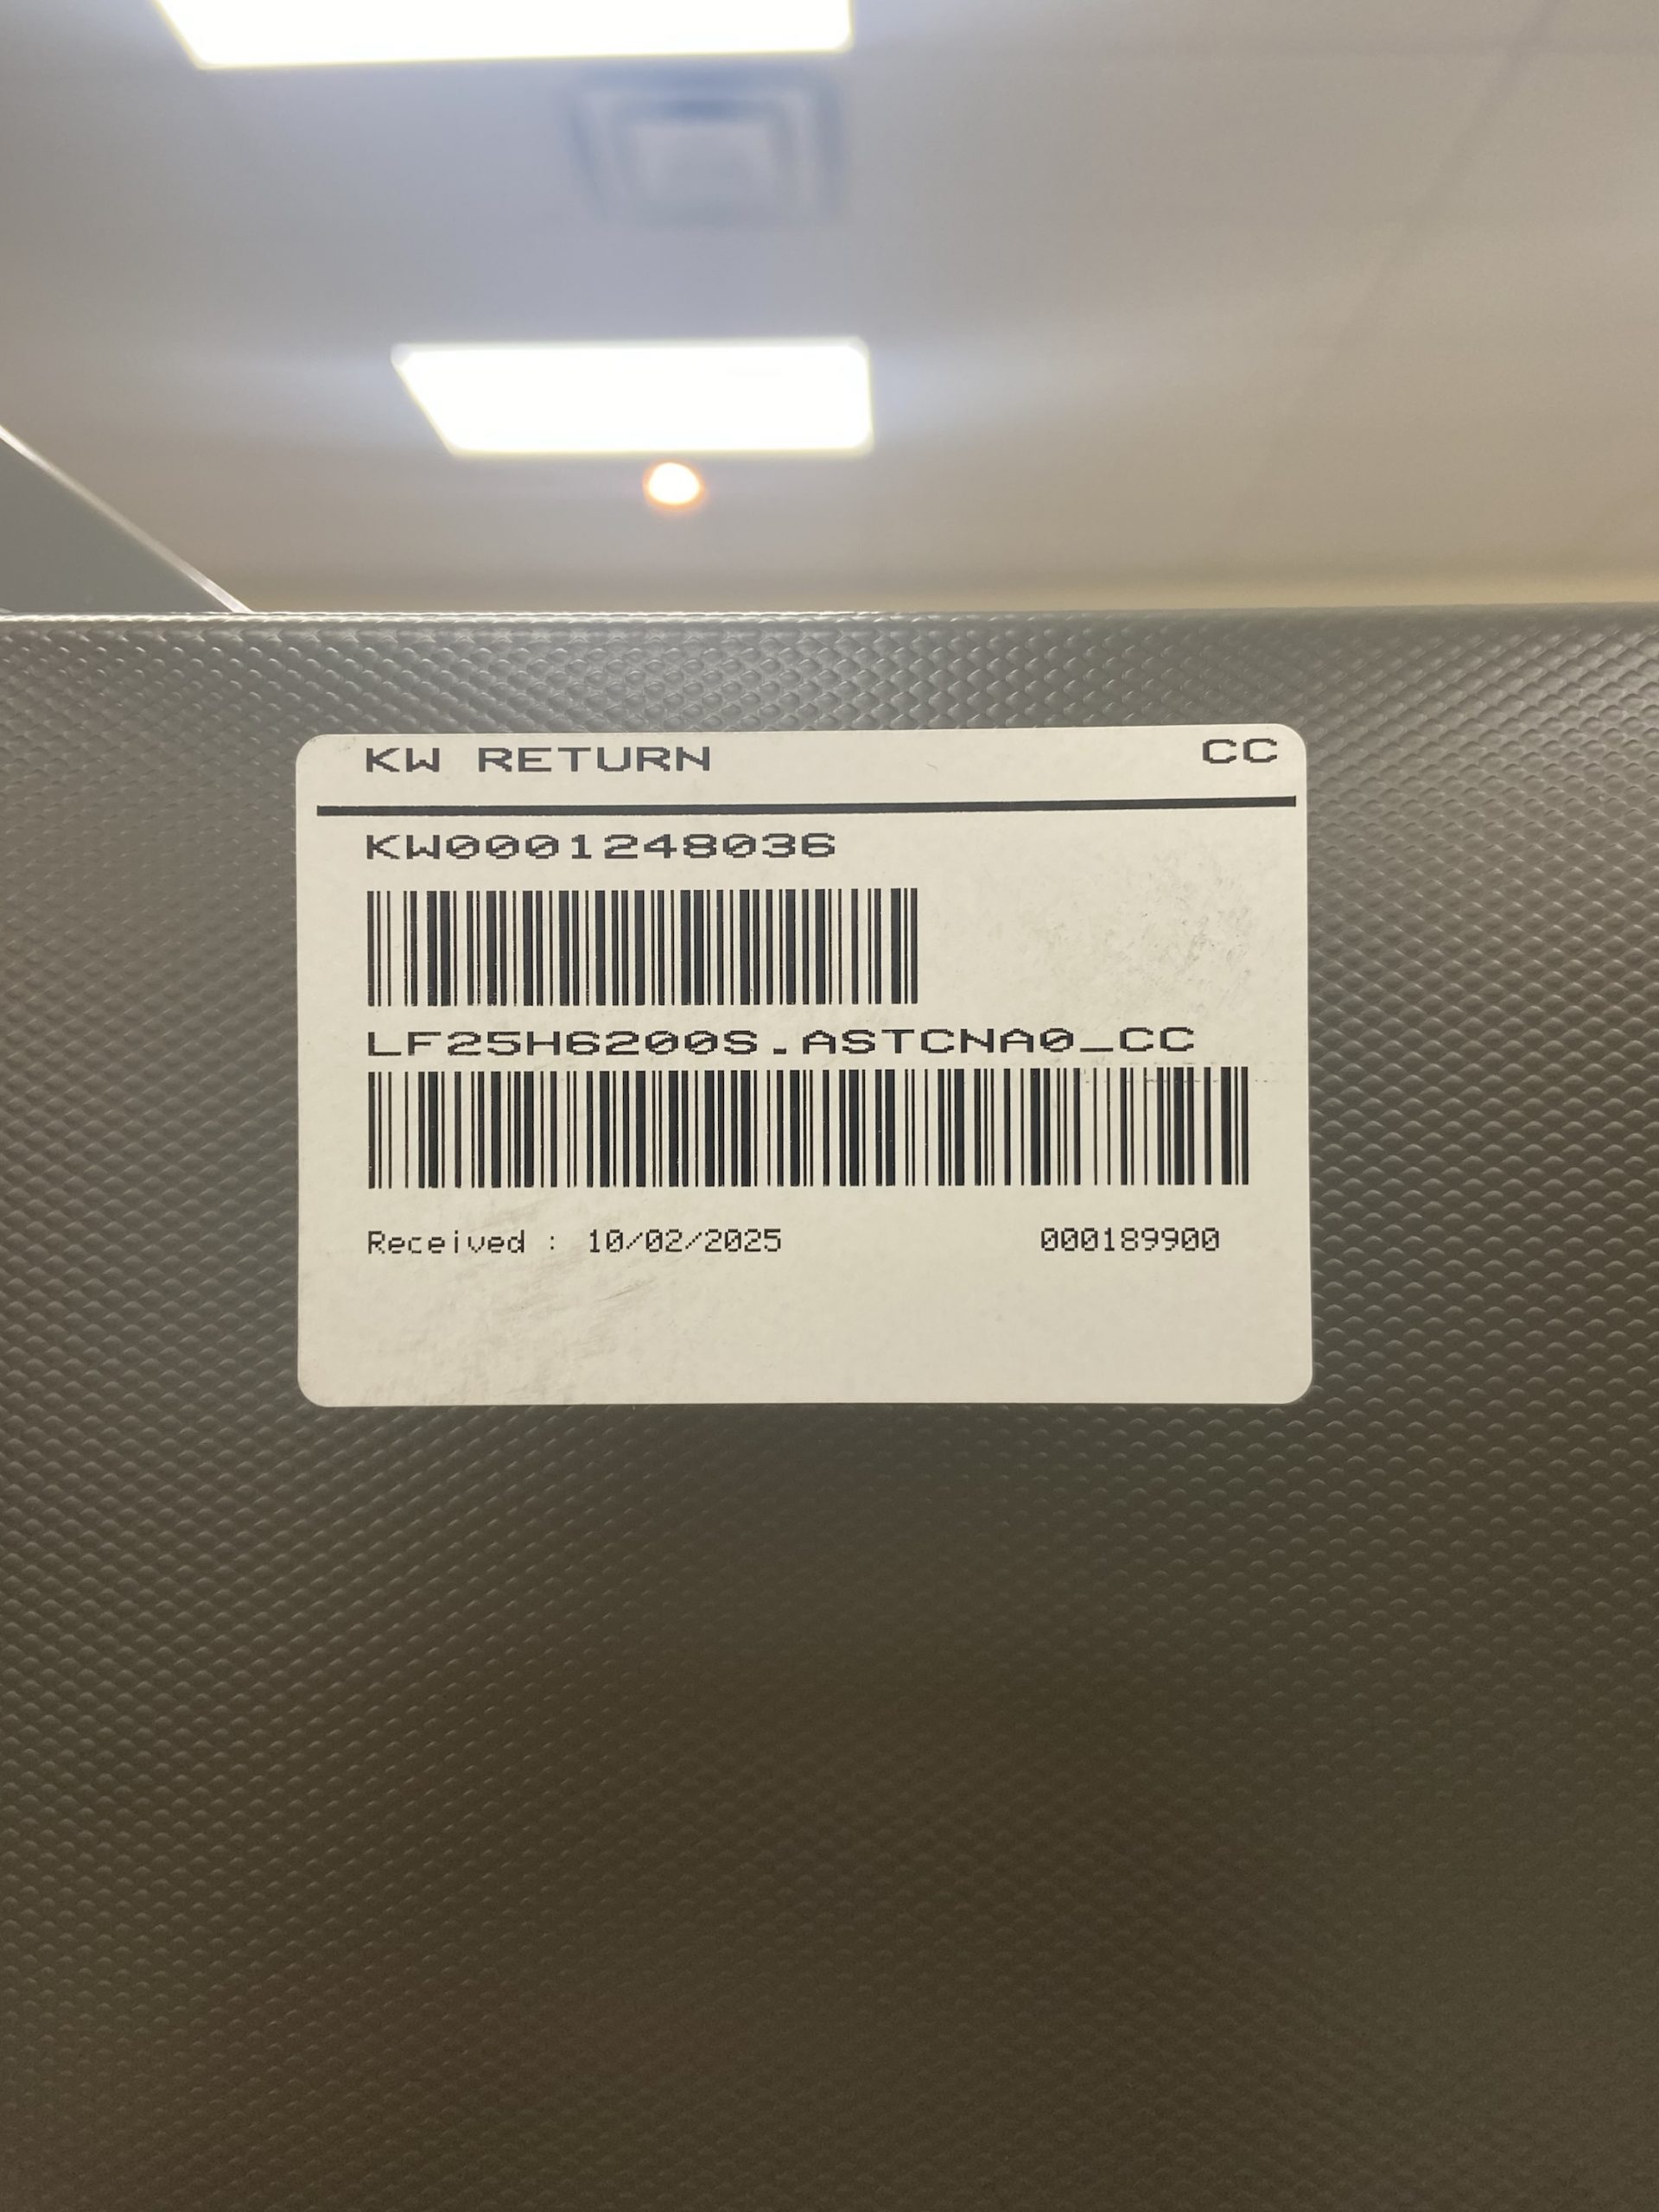 KW RETURN CC
KW0001248036
LF25H6200S.ASTCNA0_CC
Received : 10/02/2025 000189900